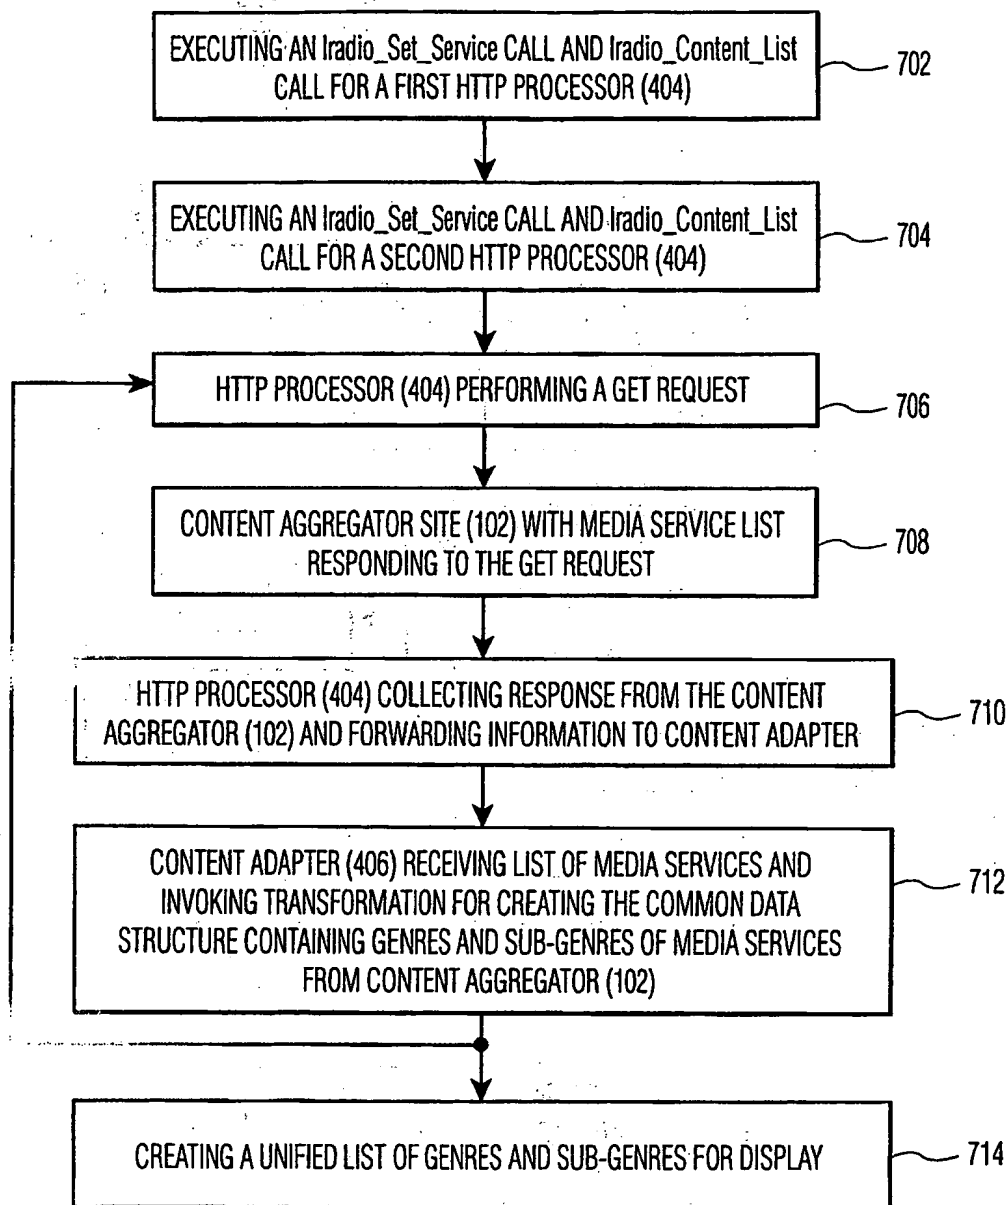 EXECUTING AN Iradio_Set_Service CALL AND Iradio_Content_List
CALL FOR A FIRST HTTP PROCESSOR (404)
702
EXECUTING AN Iradio_Set_Service CALL AND Iradio_Content_List
CALL FOR A SECOND HTTP PROCESSOR (404)
704
HTTP PROCESSOR (404) PERFORMING A GET REQUEST
706
CONTENT AGGREGATOR SITE (102) WITH MEDIA SERVICE LIST
RESPONDING TO THE GET REQUEST
708
HTTP PROCESSOR (404) COLLECTING RESPONSE FROM THE CONTENT
AGGREGATOR (102) AND FORWARDING INFORMATION TO CONTENT ADAPTER
710
CONTENT ADAPTER (406) RECEIVING LIST OF MEDIA SERVICES AND
INVOKING TRANSFORMATION FOR CREATING THE COMMON DATA
STRUCTURE CONTAINING GENRES AND SUB-GENRES OF MEDIA SERVICES
FROM CONTENT AGGREGATOR (102)
712
CREATING A UNIFIED LIST OF GENRES AND SUB-GENRES FOR DISPLAY
714